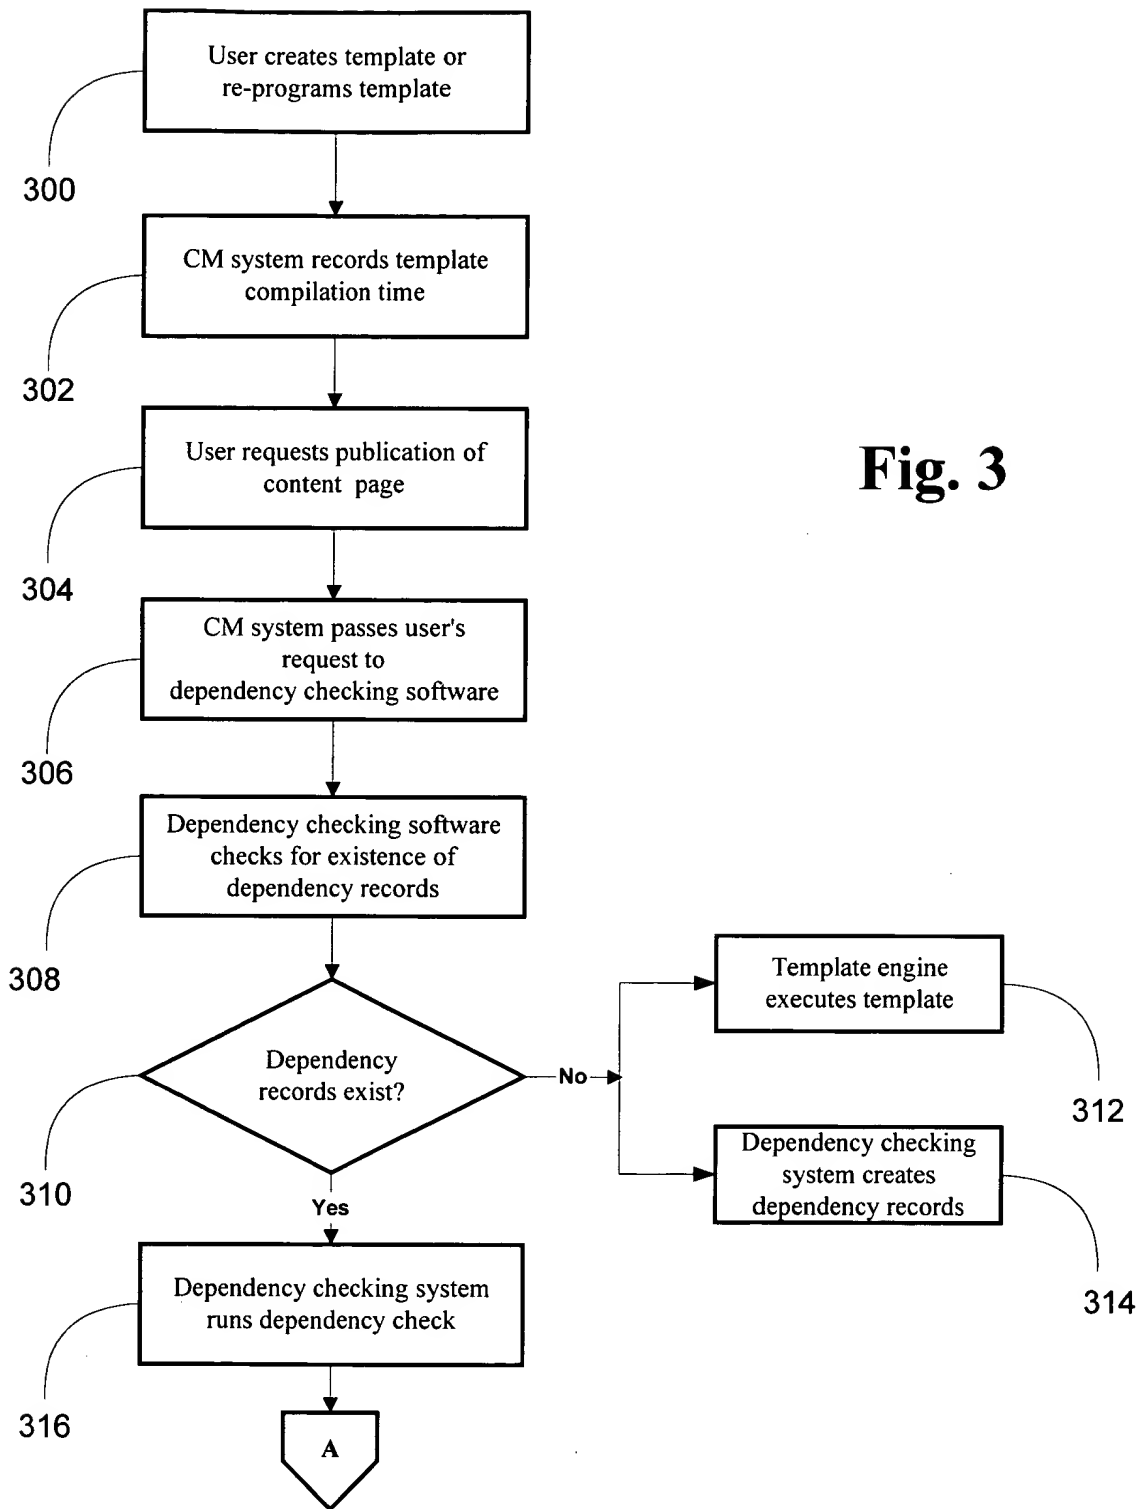 User creates template or
re-programs template
300
CM system records template
compilation time
302
User requests publication of
content page
304
Fig. 3
CM system passes user's
request to
dependency checking software
306
Dependency checking software
checks for existence of
dependency records
308
Dependency
records exist?
310
No
Template engine
executes template
312
Dependency checking
system creates
dependency records
314
Yes
Dependency checking system
runs dependency check
316
A